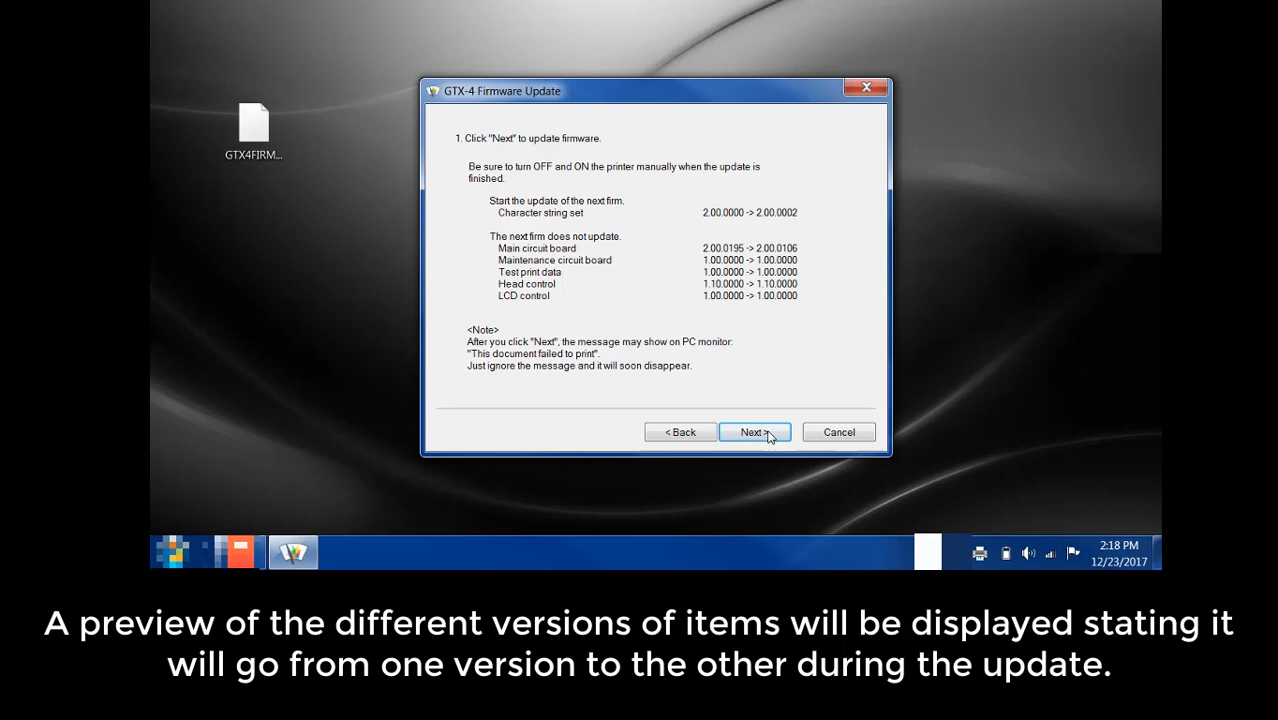 GTX-4 Firmware Update
GTX4FIRM...
1. Click "Next" to update firmware.
Be sure to turn OFF and ON the printer manually when the update is
finished.
Start the update of the next firm.
Character string set 2.00.0000 -> 2.00.0002
The next firm does not update.
Main circuit board 2.00.0195 -> 2.00.0106
Maintenance circuit board 1.00.0000 -> 1.00.0000
Test print data 1.00.0000 -> 1.00.0000
Head control 1.10.0000 -> 1.10.0000
LCD control 1.00.0000 -> 1.00.0000
<Note>
After you click "Next", the message may show on PC monitor:
"This document failed to print".
Just ignore the message and it will soon disappear.
< Back Next > Cancel
2:18 PM
12/23/2017
A preview of the different versions of items will be displayed stating it
will go from one version to the other during the update.